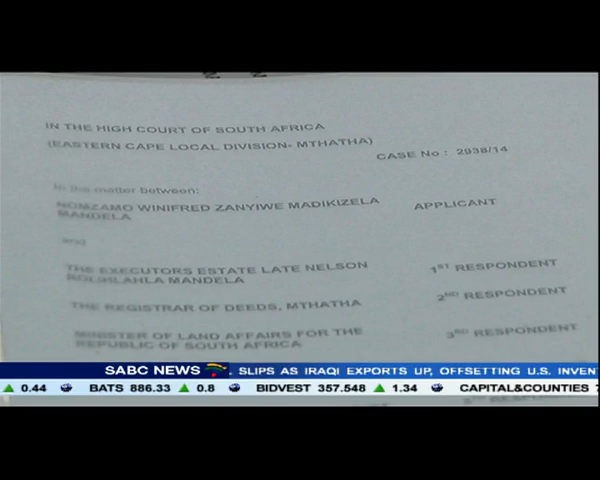 IN THE HIGH COURT OF SOUTH AFRICA
(EASTERN CAPE LOCAL DIVISION- MTHATHA)
CASE No : 2938/14
In the matter between:
NOMZAMO WINIFRED ZANYIWE MADIKIZELA
MANDELA
APPLICANT
and
THE EXECUTORS ESTATE LATE NELSON
ROLIHLAHLA MANDELA
1ST RESPONDENT
THE REGISTRAR OF DEEDS, MTHATHA
2ND RESPONDENT
MINISTER OF LAND AFFAIRS FOR THE
REPUBLIC OF SOUTH AFRICA
3RD RESPONDENT
SABC NEWS
. SLIPS AS IRAQI EXPORTS UP, OFFSETTING U.S. INVEN
0.44 BATS 886.33 0.8 BIDVEST 357.548 1.34 CAPITAL&COUNTIES 7